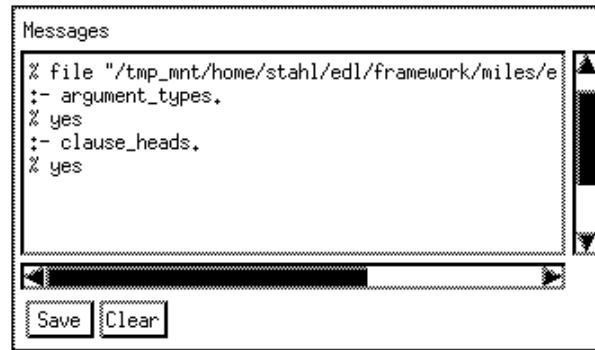 Messages
% file "/tmp_mnt/home/stahl/edl/framework/miles/e
:- argument_types.
% yes
:- clause_heads.
% yes
Save Clear